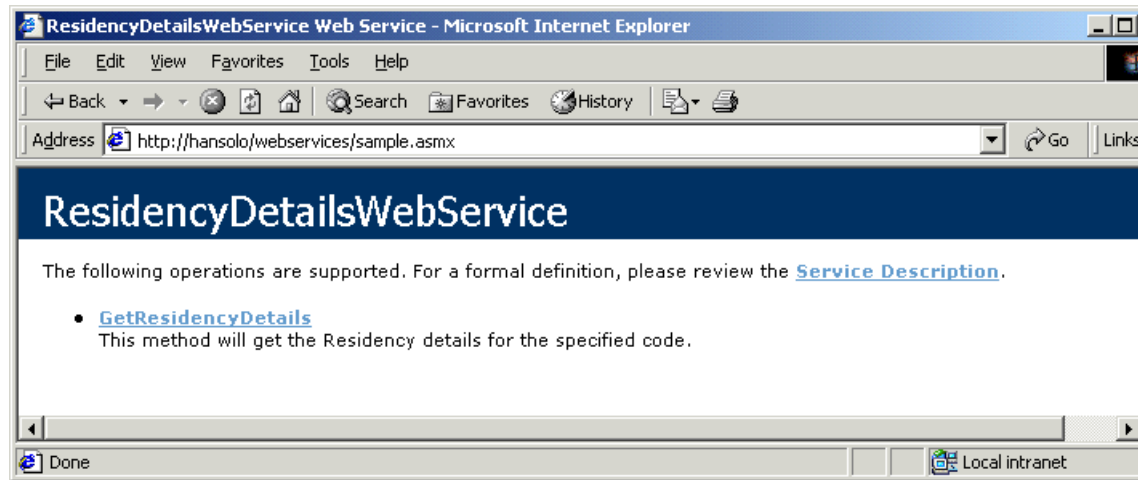 ResidencyDetailsWebService Web Service - Microsoft Internet Explorer
File Edit View Favorites Tools Help
Back Search Favorites History
Address http://hansolo/webservices/sample.asmx Go Links
ResidencyDetailsWebService
The following operations are supported. For a formal definition, please review the Service Description.
• GetResidencyDetails
This method will get the Residency details for the specified code.
Done Local intranet